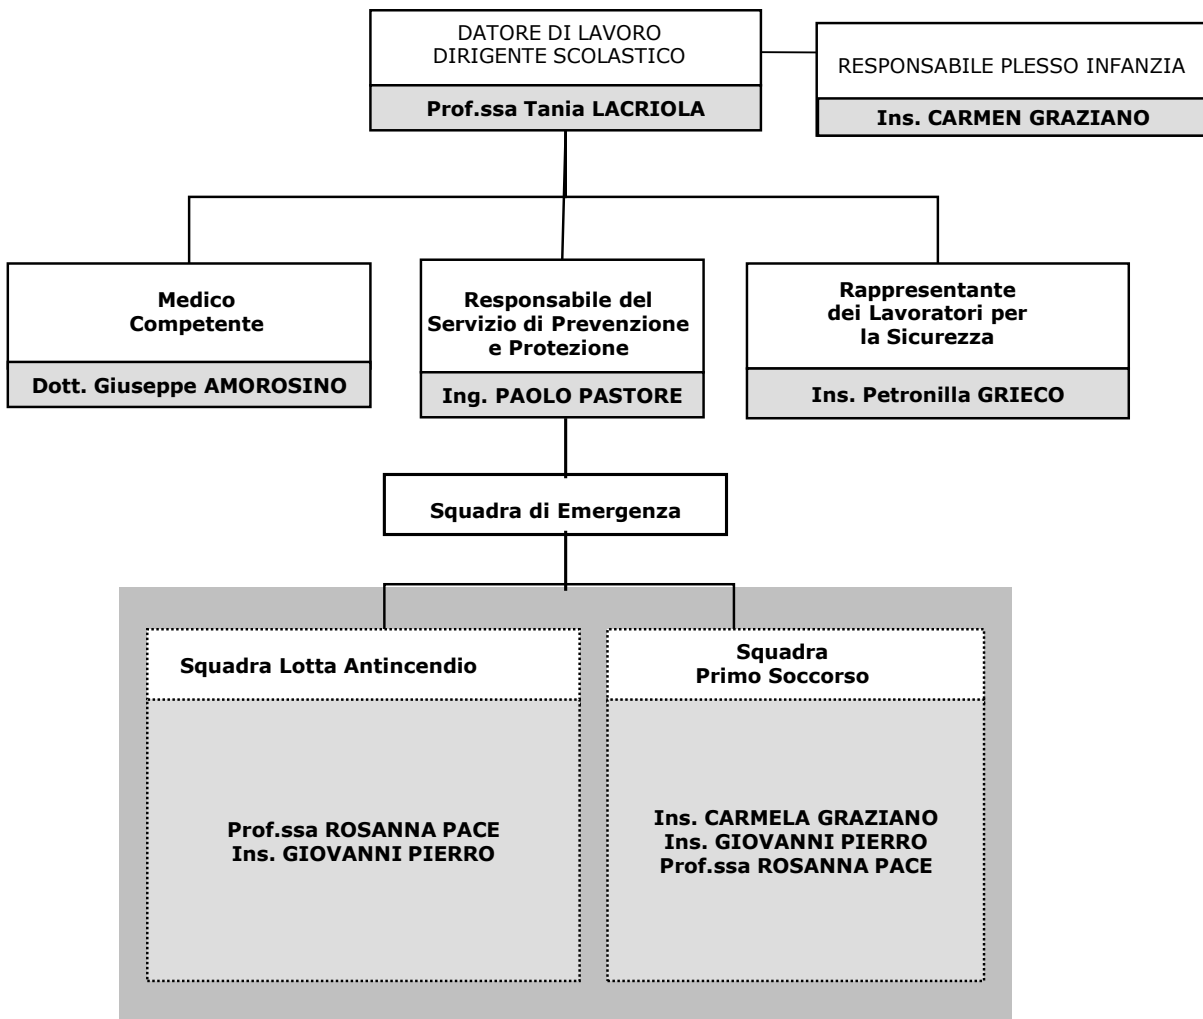 DATORE DI LAVORO
DIRIGENTE SCOLASTICO
Prof.ssa Tania LACRIOLA
RESPONSABILE PLESSO INFANZIA
Ins. CARMEN GRAZIANO
Medico
Competente
Dott. Giuseppe AMOROSINO
Responsabile del
Servizio di Prevenzione
e Protezione
Ing. PAOLO PASTORE
Rappresentante
dei Lavoratori per
la Sicurezza
Ins. Petronilla GRIECO
Squadra di Emergenza
Squadra Lotta Antincendio
Prof.ssa ROSANNA PACE
Ins. GIOVANNI PIERRO
Squadra
Primo Soccorso
Ins. CARMELA GRAZIANO
Ins. GIOVANNI PIERRO
Prof.ssa ROSANNA PACE